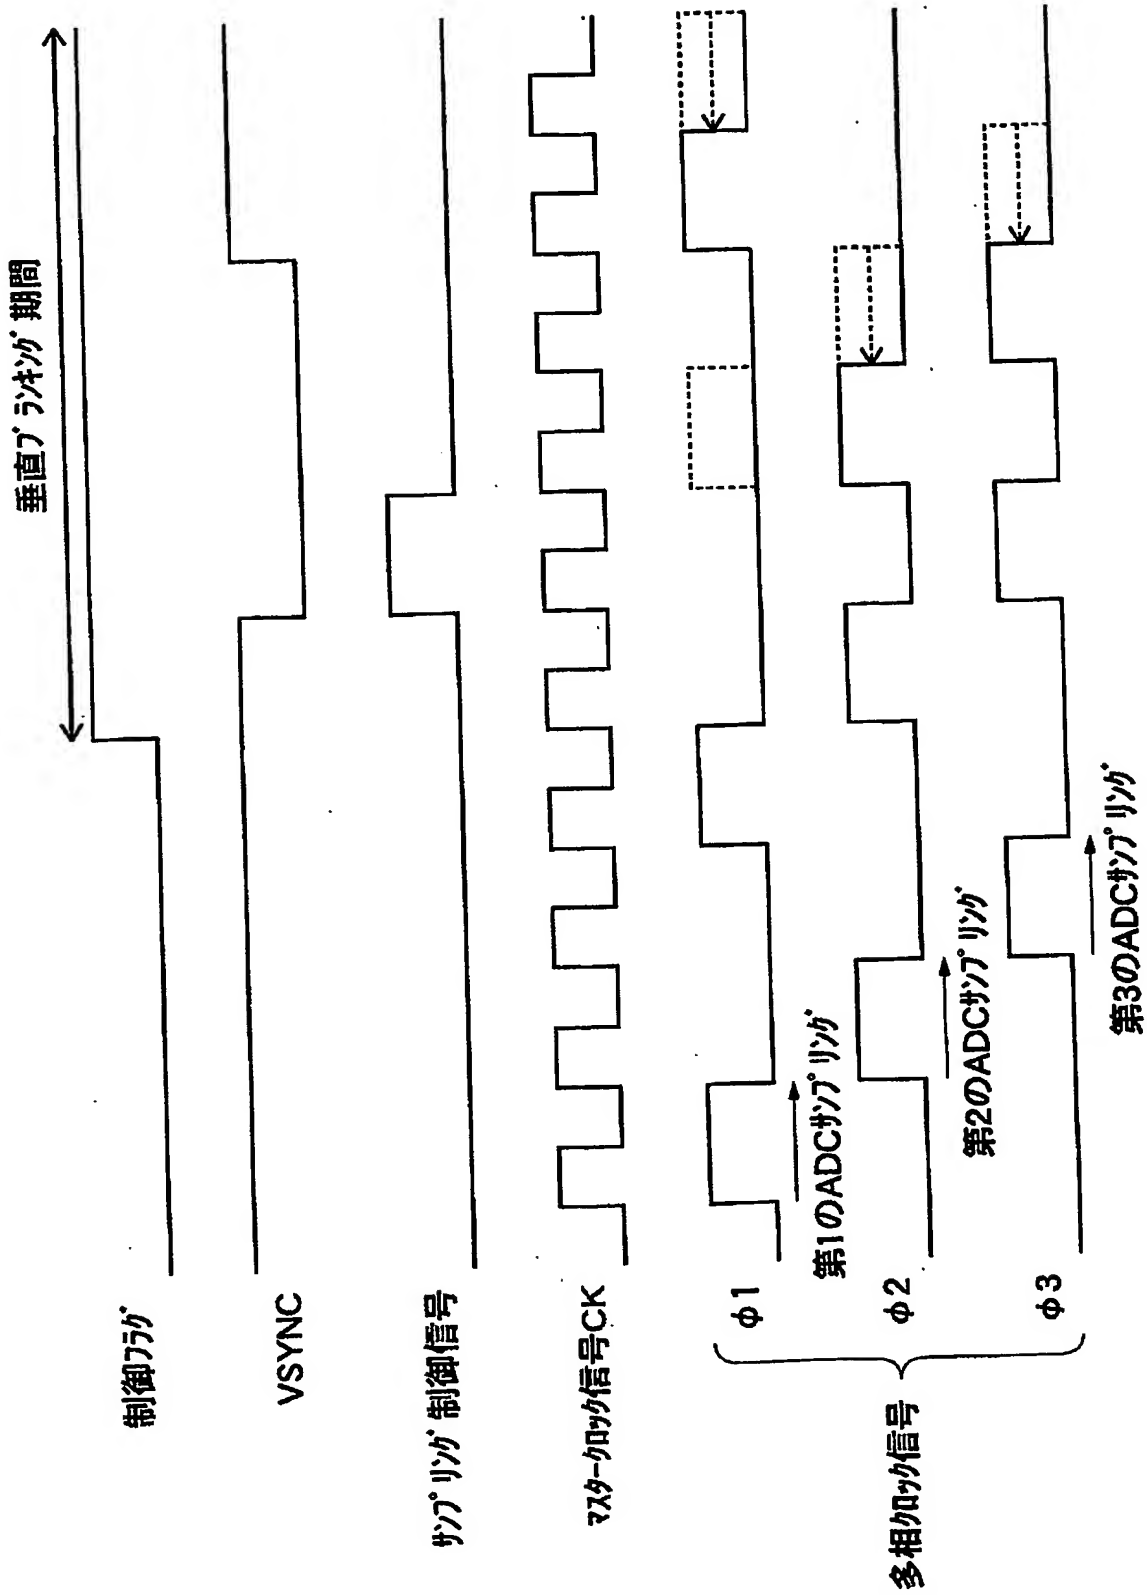 垂直ブランキング期間
制御フラグ
VSYNC
サンプリング制御信号
マスタークロック信号CK
多相クロック信号
φ1
第1のADCサンプリング
φ2
第2のADCサンプリング
φ3
第3のADCサンプリング